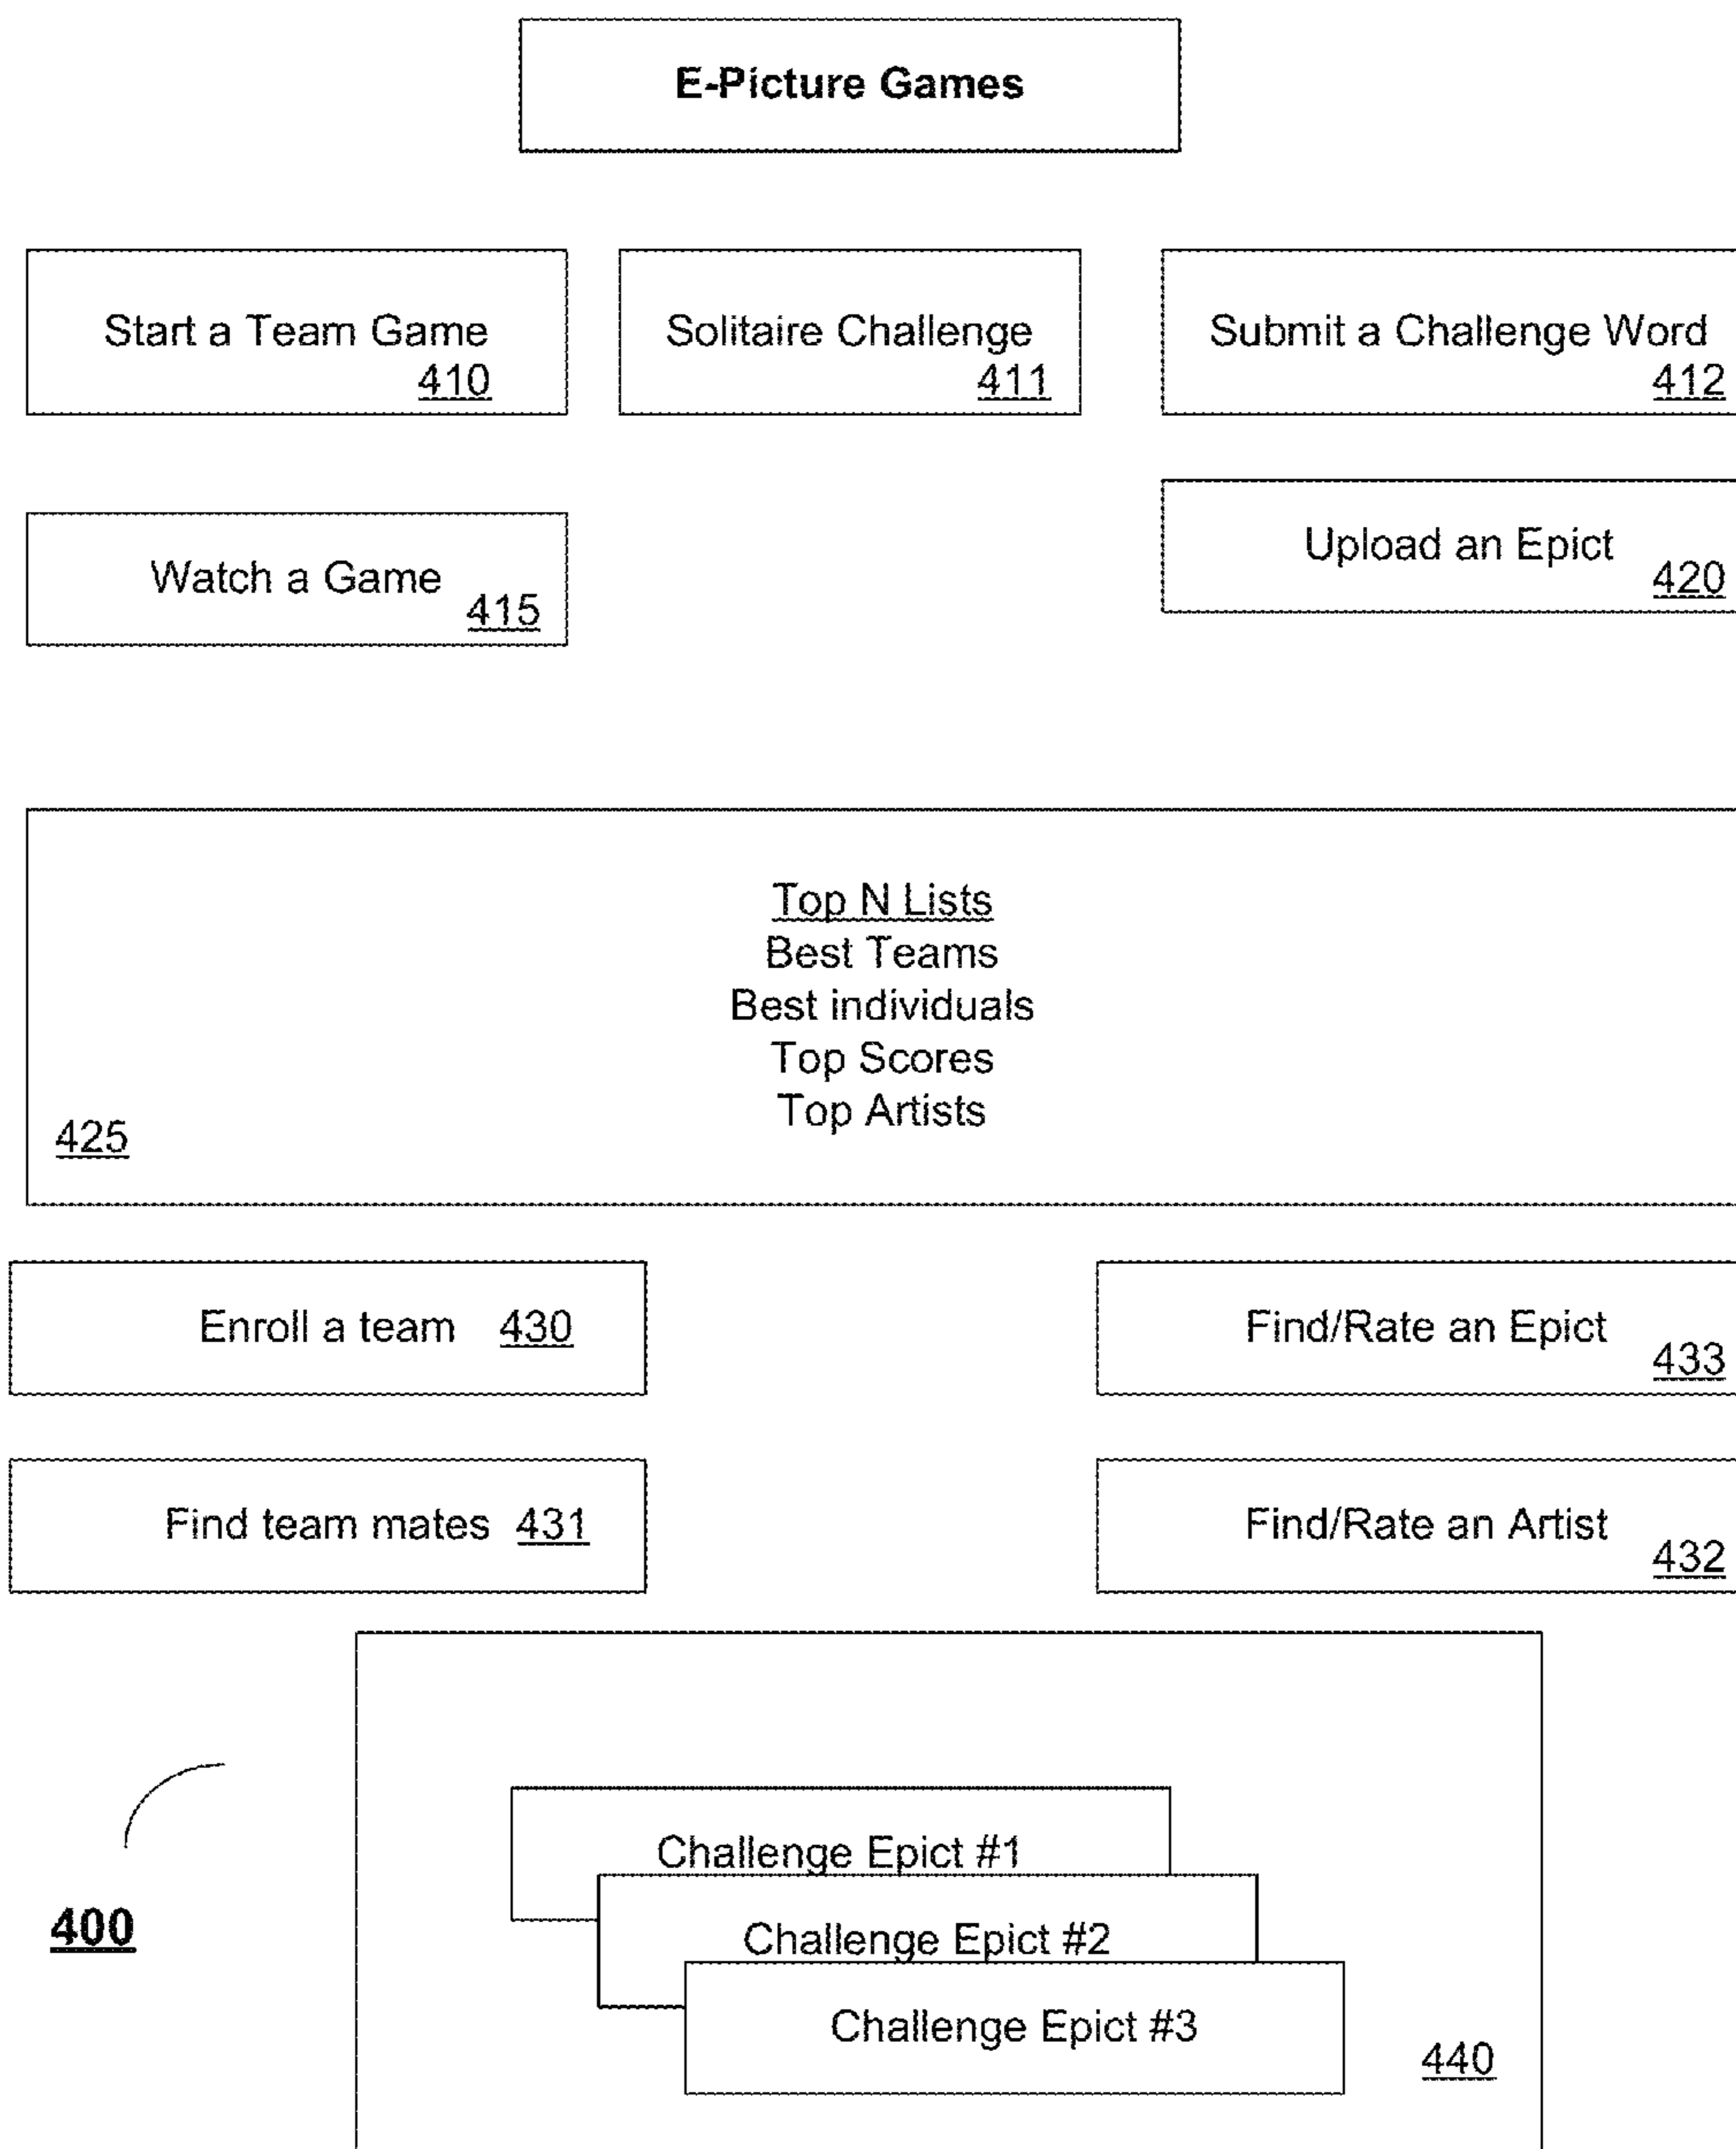 E-Picture Games
Start a Team Game
410
Solitaire Challenge
411
Submit a Challenge Word
412
Watch a Game
415
Upload an Epict
420
Top N Lists
Best Teams
Best individuals
Top Scores
Top Artists
425
Enroll a team 430
Find/Rate an Epict
433
Find team mates 431
Find/Rate an Artist
432
400
Challenge Epict #1
Challenge Epict #2
Challenge Epict #3
440